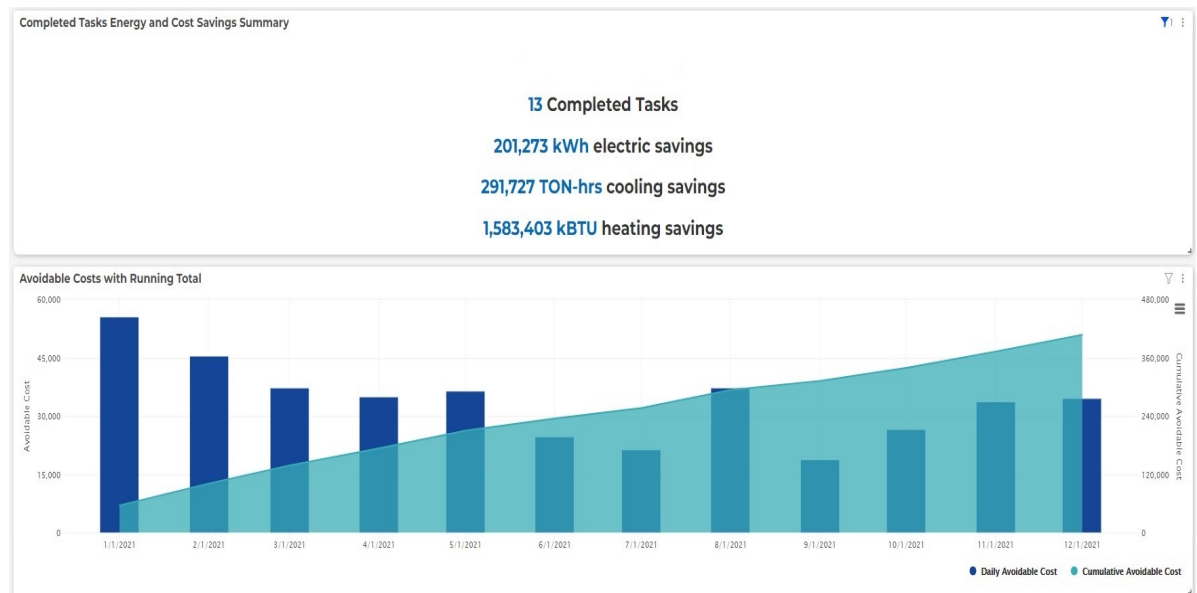 Completed Tasks Energy and Cost Savings Summary
1
13 Completed Tasks
201,273 kWh electric savings
291,727 TON-hrs cooling savings
1,583,403 kBTU heating savings
Avoidable Costs with Running Total
60,000
45,000
30,000
15,000
0
Avoidable Cost
480,000
360,000
240,000
120,000
0
Cumulative Avoidable Cost
1/1/2021 2/1/2021 3/1/2021 4/1/2021 5/1/2021 6/1/2021 7/1/2021 8/1/2021 9/1/2021 10/1/2021 11/1/2021 12/1/2021
Daily Avoidable Cost Cumulative Avoidable Cost